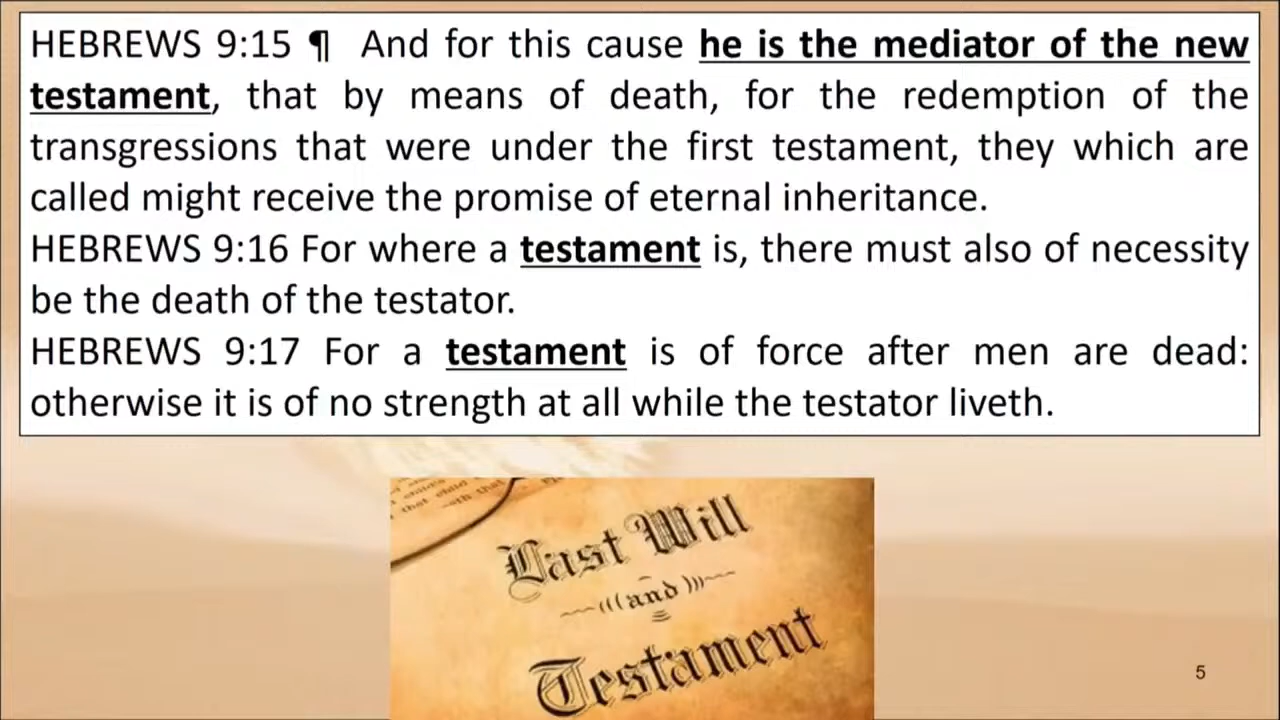 HEBREWS 9:15 ¶ And for this cause he is the mediator of the new
testament, that by means of death, for the redemption of the
transgressions that were under the first testament, they which are
called might receive the promise of eternal inheritance.
HEBREWS 9:16 For where a testament is, there must also of necessity
be the death of the testator.
HEBREWS 9:17 For a testament is of force after men are dead:
otherwise it is of no strength at all while the testator liveth.
that
that
Last Will
and
Testament
5